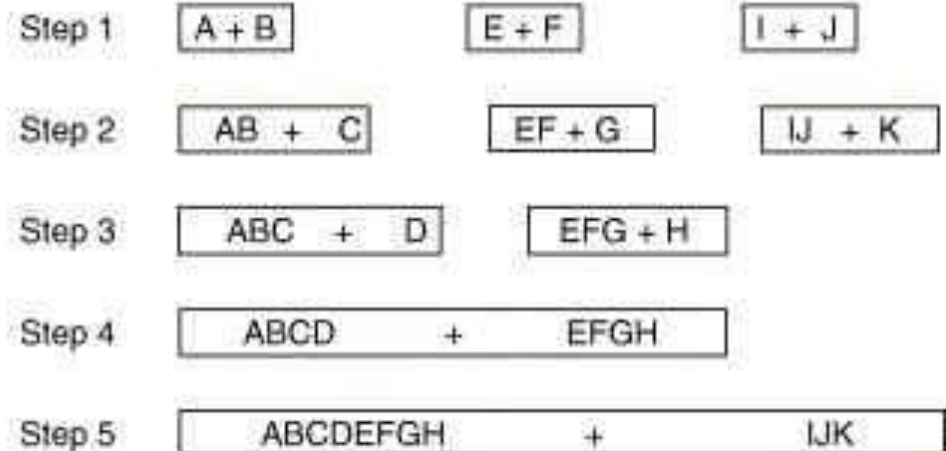 Step 1 A + B E + F I + J
Step 2 AB + C EF + G IJ + K
Step 3 ABC + D EFG + H
Step 4 ABCD + EFGH
Step 5 ABCDEFGH + IJK